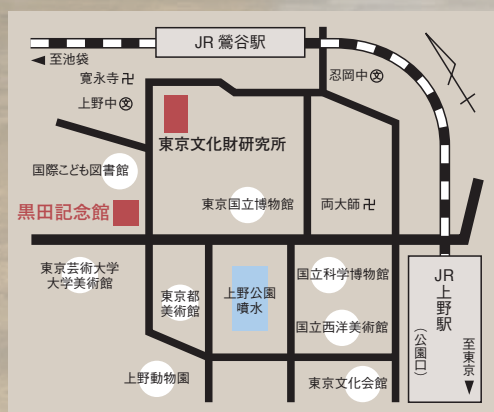 JR 鶯谷駅
◀ 至池袋
寛永寺卍
上野中文
忍岡中文
東京文化財研究所
国際こども図書館
黒田記念館
東京国立博物館
両大師卍
東京芸術大学
大学美術館
東京都
美術館
上野公園
噴水
国立科学博物館
国立西洋美術館
上野動物園
東京文化会館
JR
上野駅
(公園口)
至東京▼